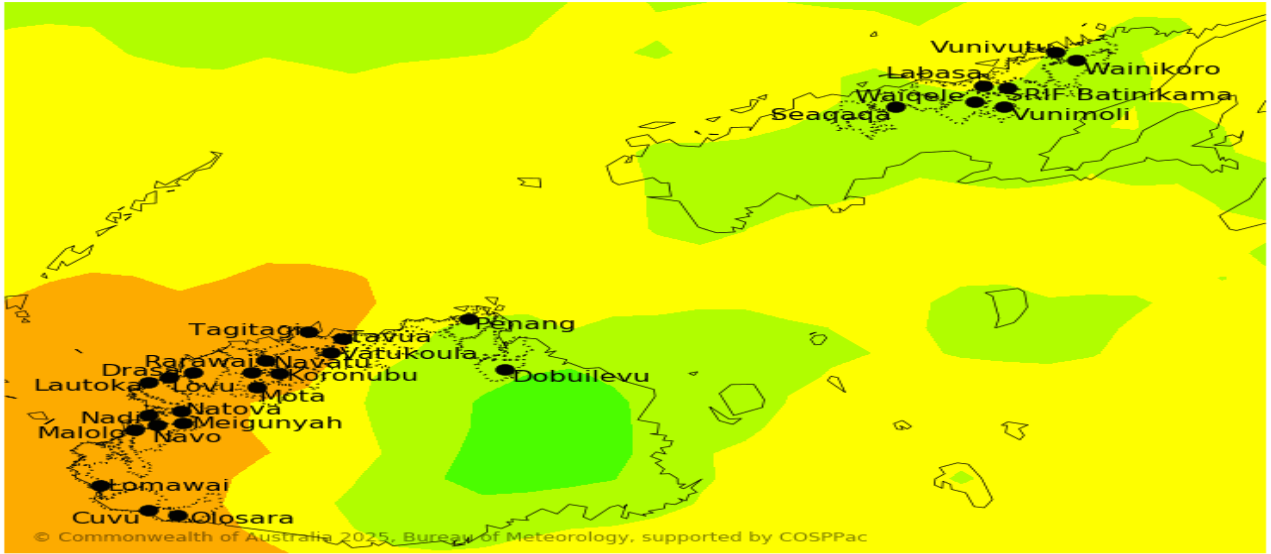 Vunivutu
Wainikoro
Labasa
SRIF Batinikama
Waiqele
Seaqaqa
Vunimoli
Tagitagi
Penang
Tavua
Vatukoula
Rarawai
Navatu
Drasa
Koronubu
Dobuilevu
Lautoka
Lovu
Mota
Natova
Nadi
Meigunyah
Malolo
Navo
Lomawai
Cuvu
Olosara
© Commonwealth of Australia 2025, Bureau of Meteorology, supported by COSPPac